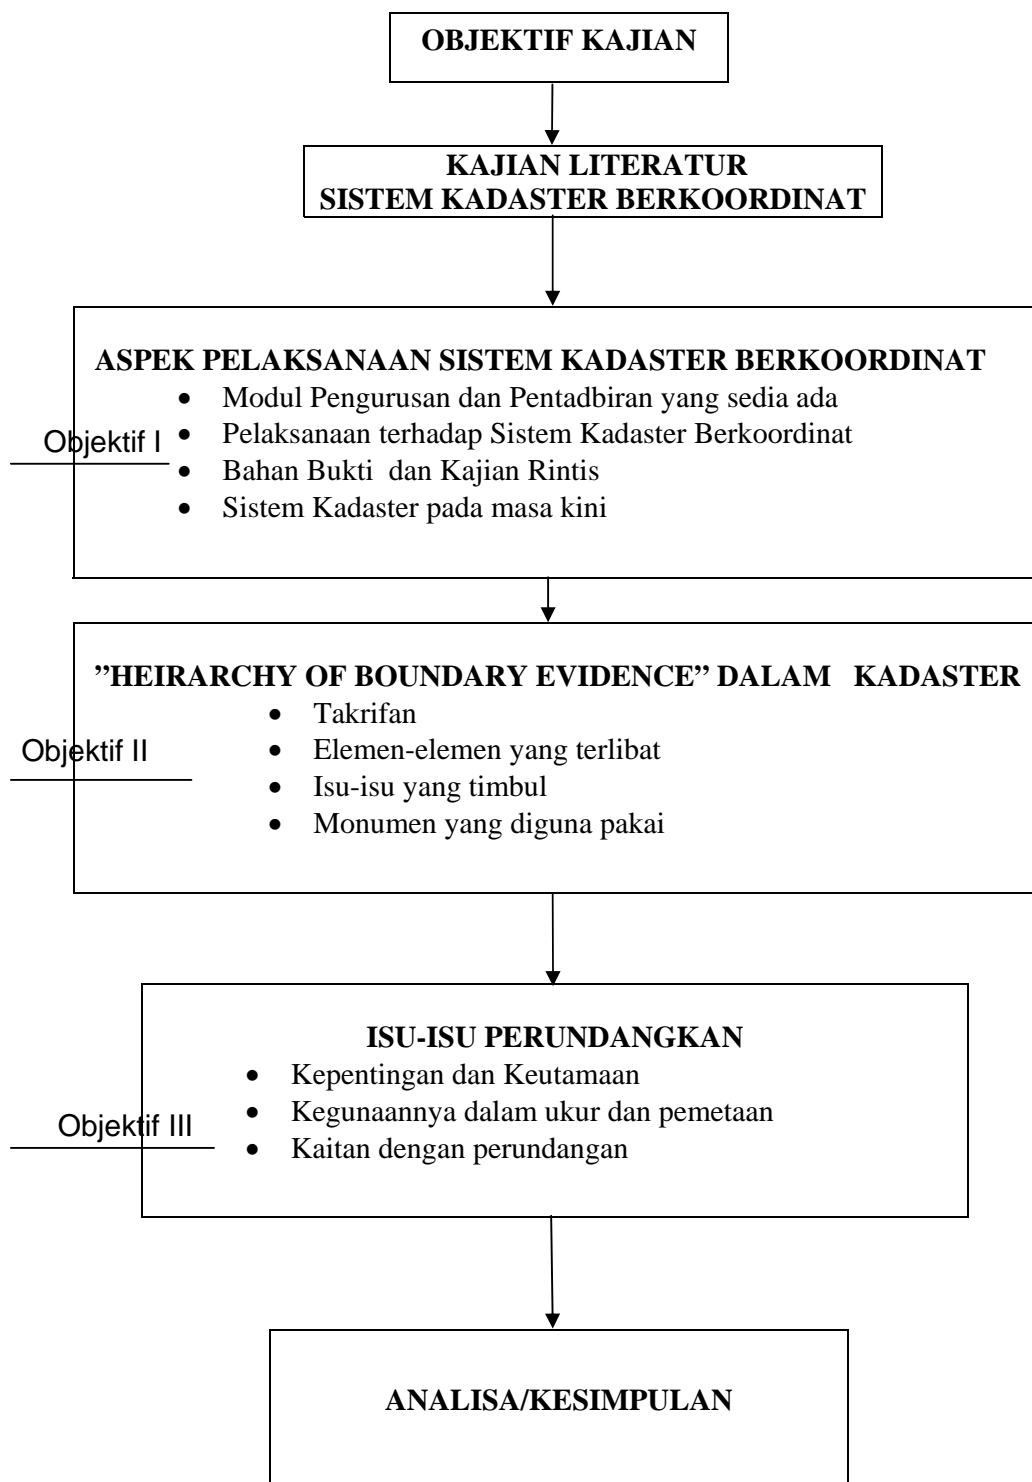 OBJEKTIF KAJIAN
KAJIAN LITERATUR
SISTEM KADASTER BERKOORDINAT
ASPEK PELAKSANAAN SISTEM KADASTER BERKOORDINAT
• Modul Pengurusan dan Pentadbiran yang sedia ada
Objektif I
• Pelaksanaan terhadap Sistem Kadaster Berkoordinat
• Bahan Bukti dan Kajian Rintis
• Sistem Kadaster pada masa kini
”HEIRARCHY OF BOUNDARY EVIDENCE” DALAM KADASTER
• Takrifan
Objektif II
• Elemen-elemen yang terlibat
• Isu-isu yang timbul
• Monumen yang diguna pakai
ISU-ISU PERUNDANGKAN
• Kepentingan dan Keutamaan
• Kegunaannya dalam ukur dan pemetaan
Objektif III
• Kaitan dengan perundangan
ANALISA/KESIMPULAN